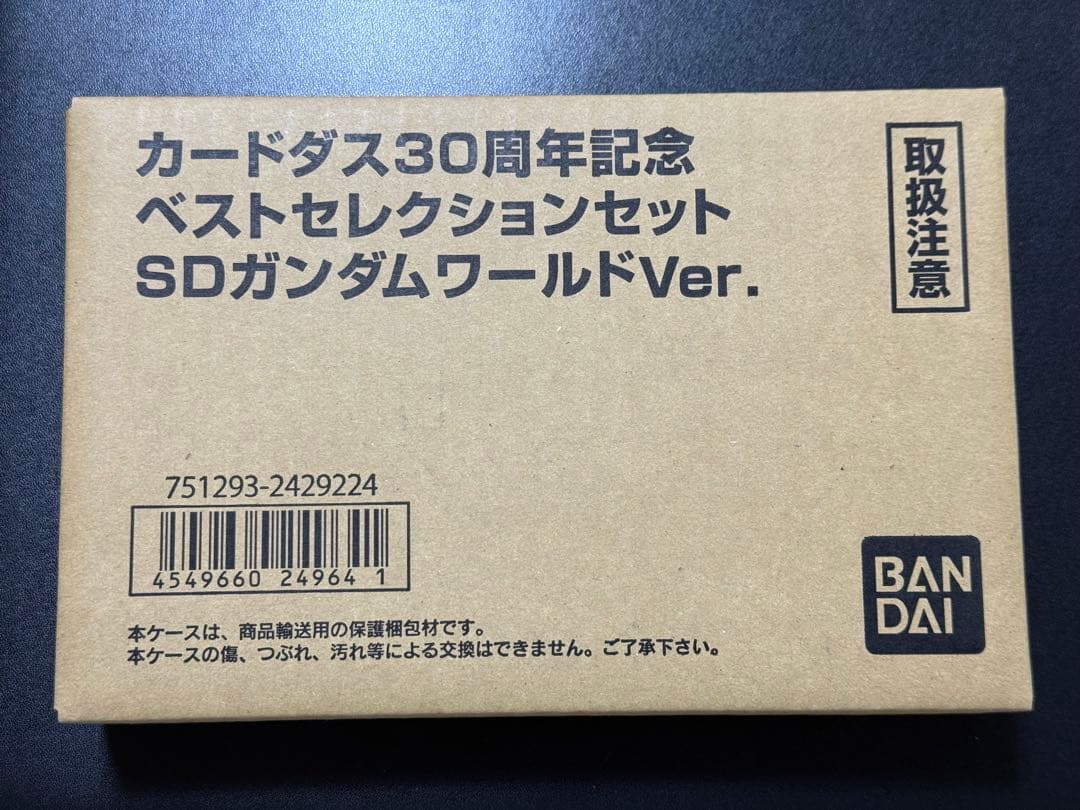 カードダス30周年記念
ベストセレクションセット
SDガンダムワールドVer.
取扱注意
751293-2429224
4549660 24964 1
本ケースは、商品輸送用の保護梱包材です。
本ケースの傷、つぶれ、汚れ等による交換はできません。ご了承下さい。
BAN
DAI